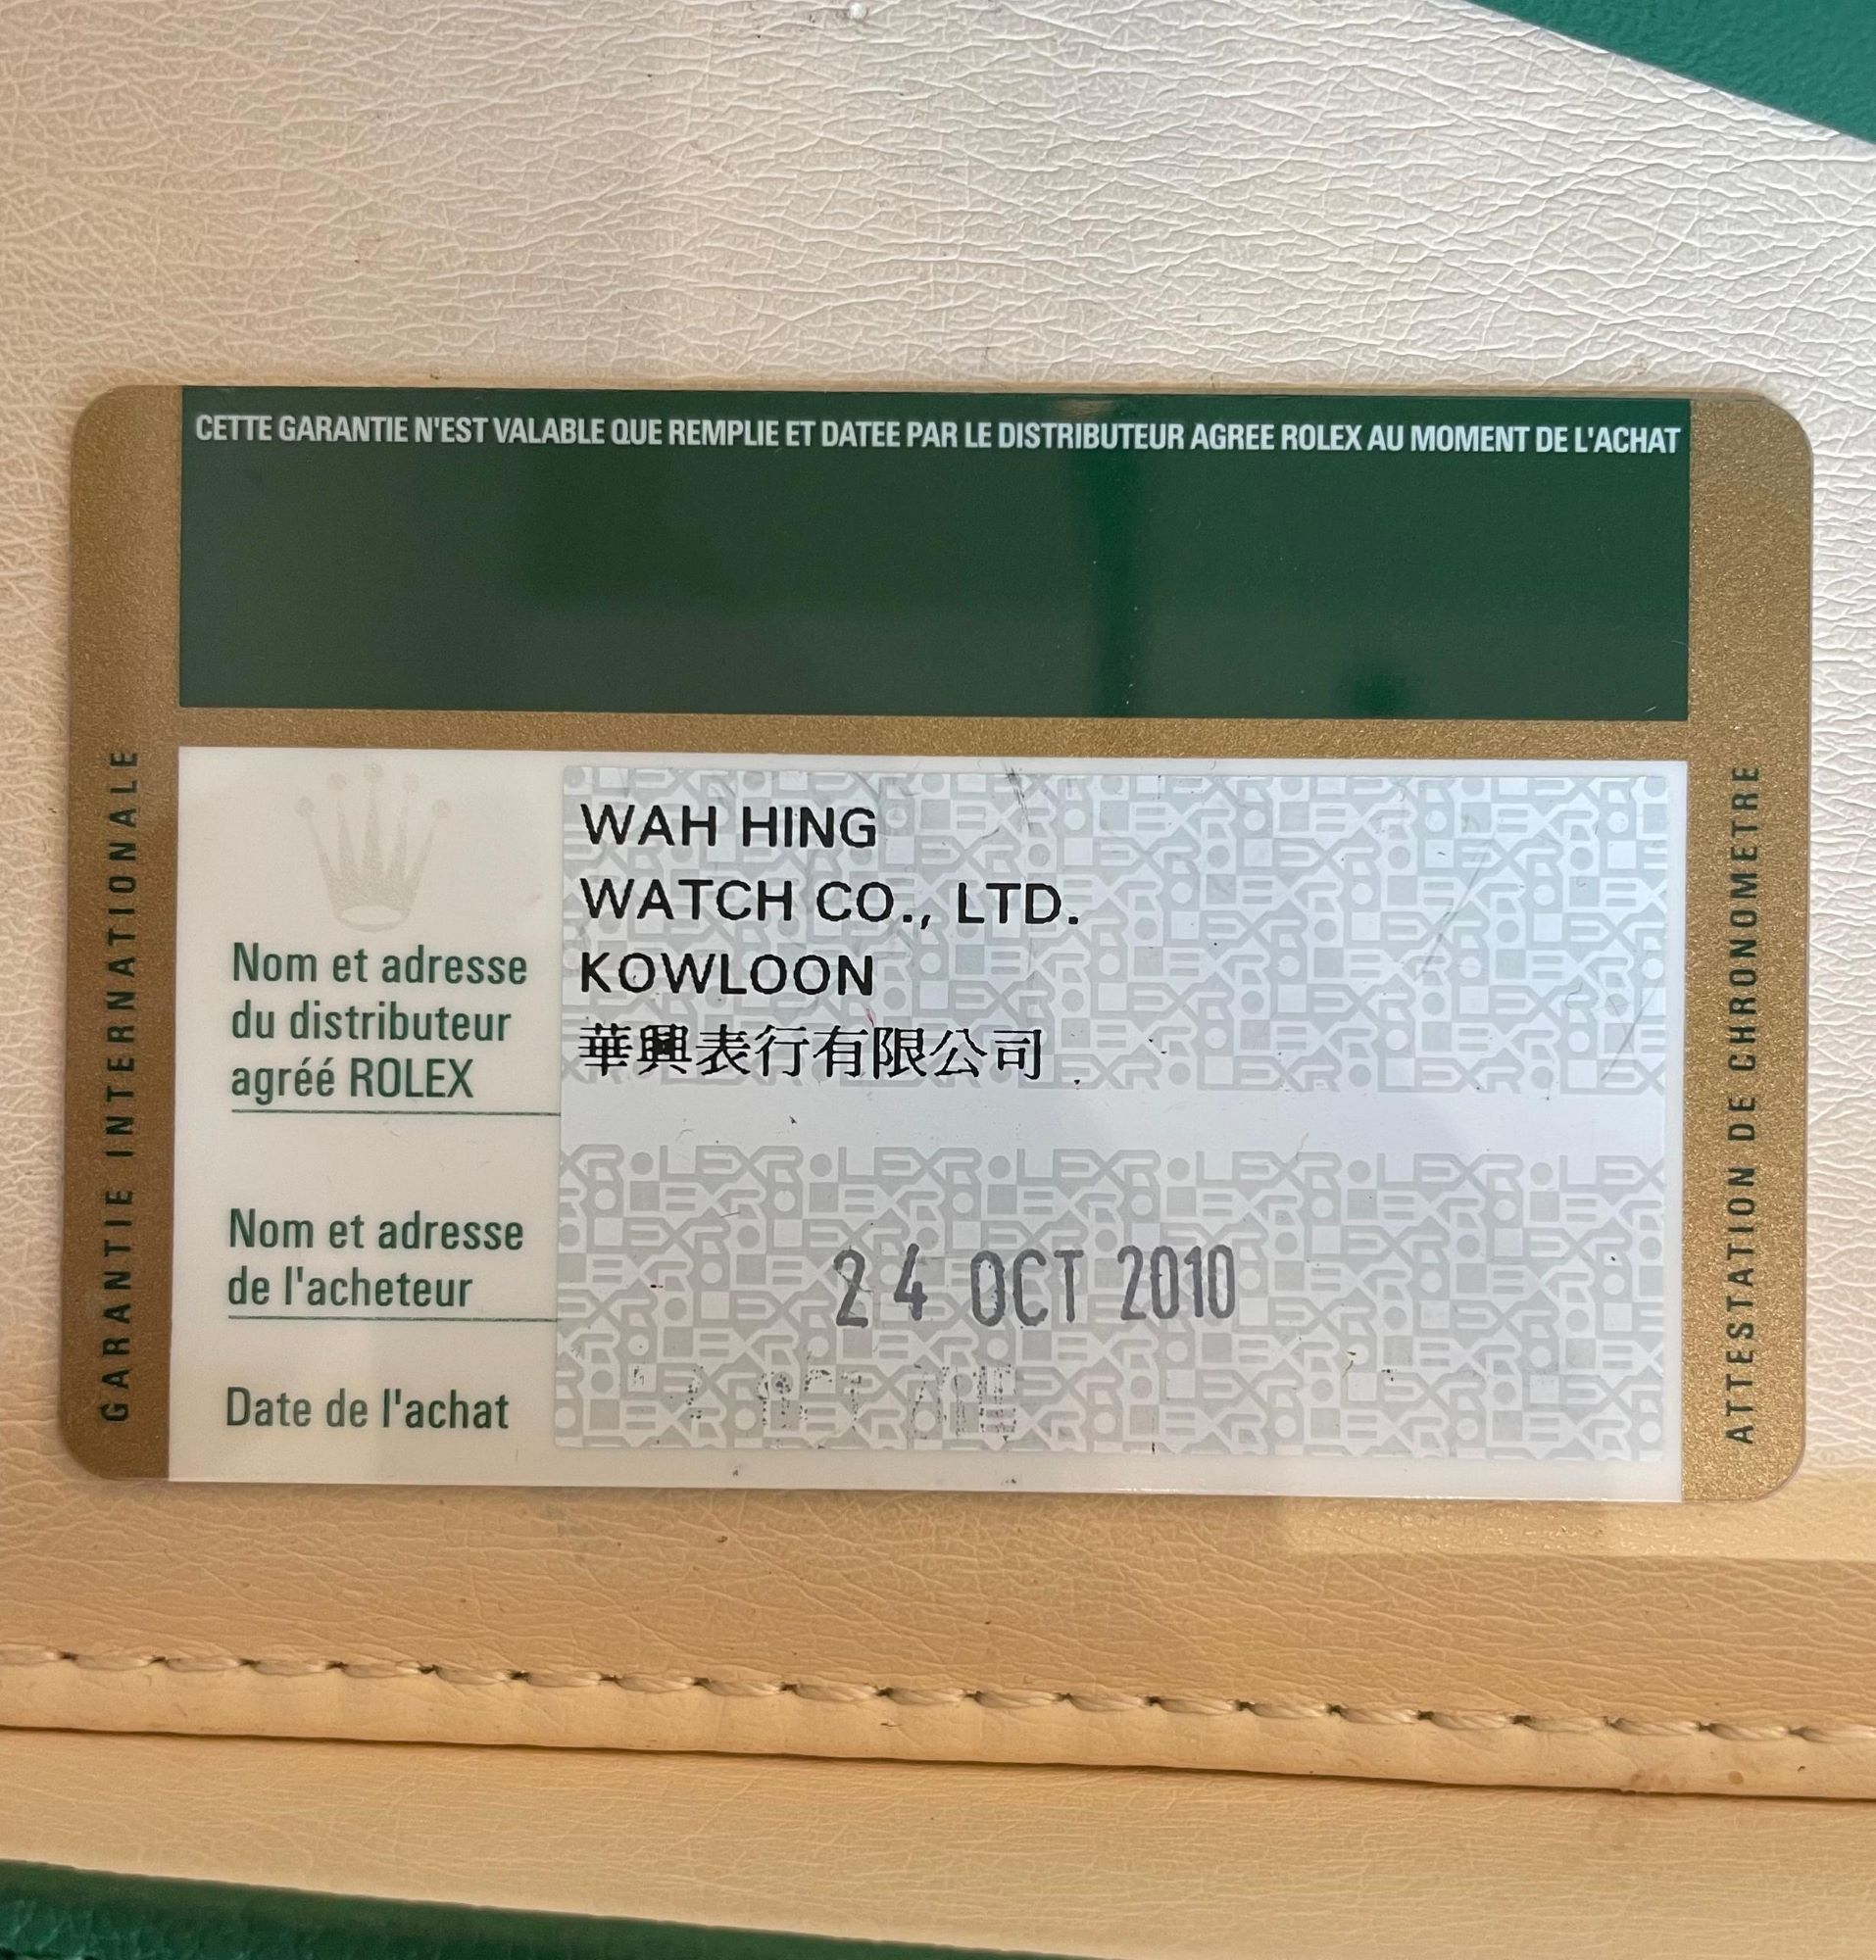 CETTE GARANTIE N'EST VALABLE QUE REMPLIE ET DATEE PAR LE DISTRIBUTEUR AGREE ROLEX AU MOMENT DE L'ACHAT
GARANTIE INTERNATIONALE
Nom et adresse
du distributeur
agréé ROLEX
WAH HING
WATCH CO., LTD.
KOWLOON
華興表行有限公司
Nom et adresse
de l'acheteur
24 OCT 2010
Date de l'achat
ATTESTATION DE CHRONOMETRE